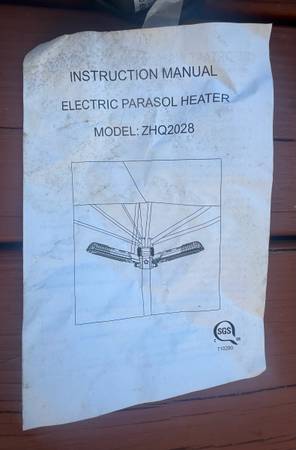 INSTRUCTION MANUAL
ELECTRIC PARASOL HEATER
MODEL: ZHQ2028
SGS